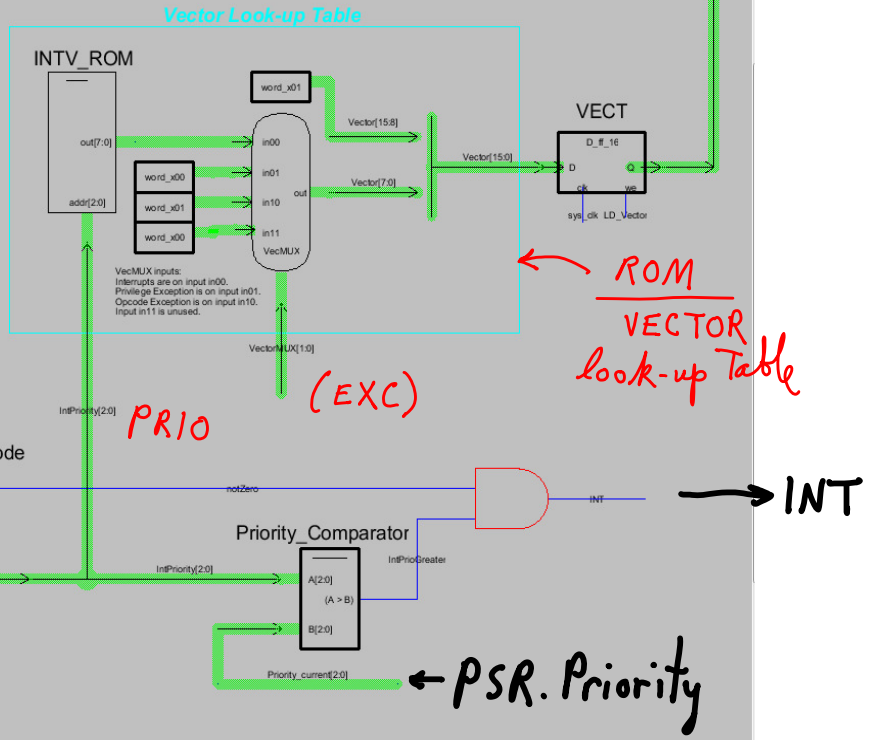 Vector Look-up Table
INTV_ROM
word_x01
VECT
Vector[15:8]
D_ff_16
out[7:0]
in00
Vector[15:0]
D
Q
word_x00
in01
out
Vector[7:0]
clk
we
addr[2:0]
word_x01
in10
sys_clk
LD_Vector
word_x00
in11
VecMUX
VecMUX inputs:
Interrupts are on input in00.
Privilege Exception is on input in01.
Opcode Exception is on input in10.
Input in11 is unused.
ROM
VECTOR
look-up Table
VectorMUX[1:0]
(EXC)
IntPriority[2:0]
PRIO
ode
notZero
INT
INT
Priority_Comparator
IntPrioGreater
IntPriority[2:0]
A[2:0]
(A > B)
B[2:0]
Priority_current[2:0]
PSR.Priority